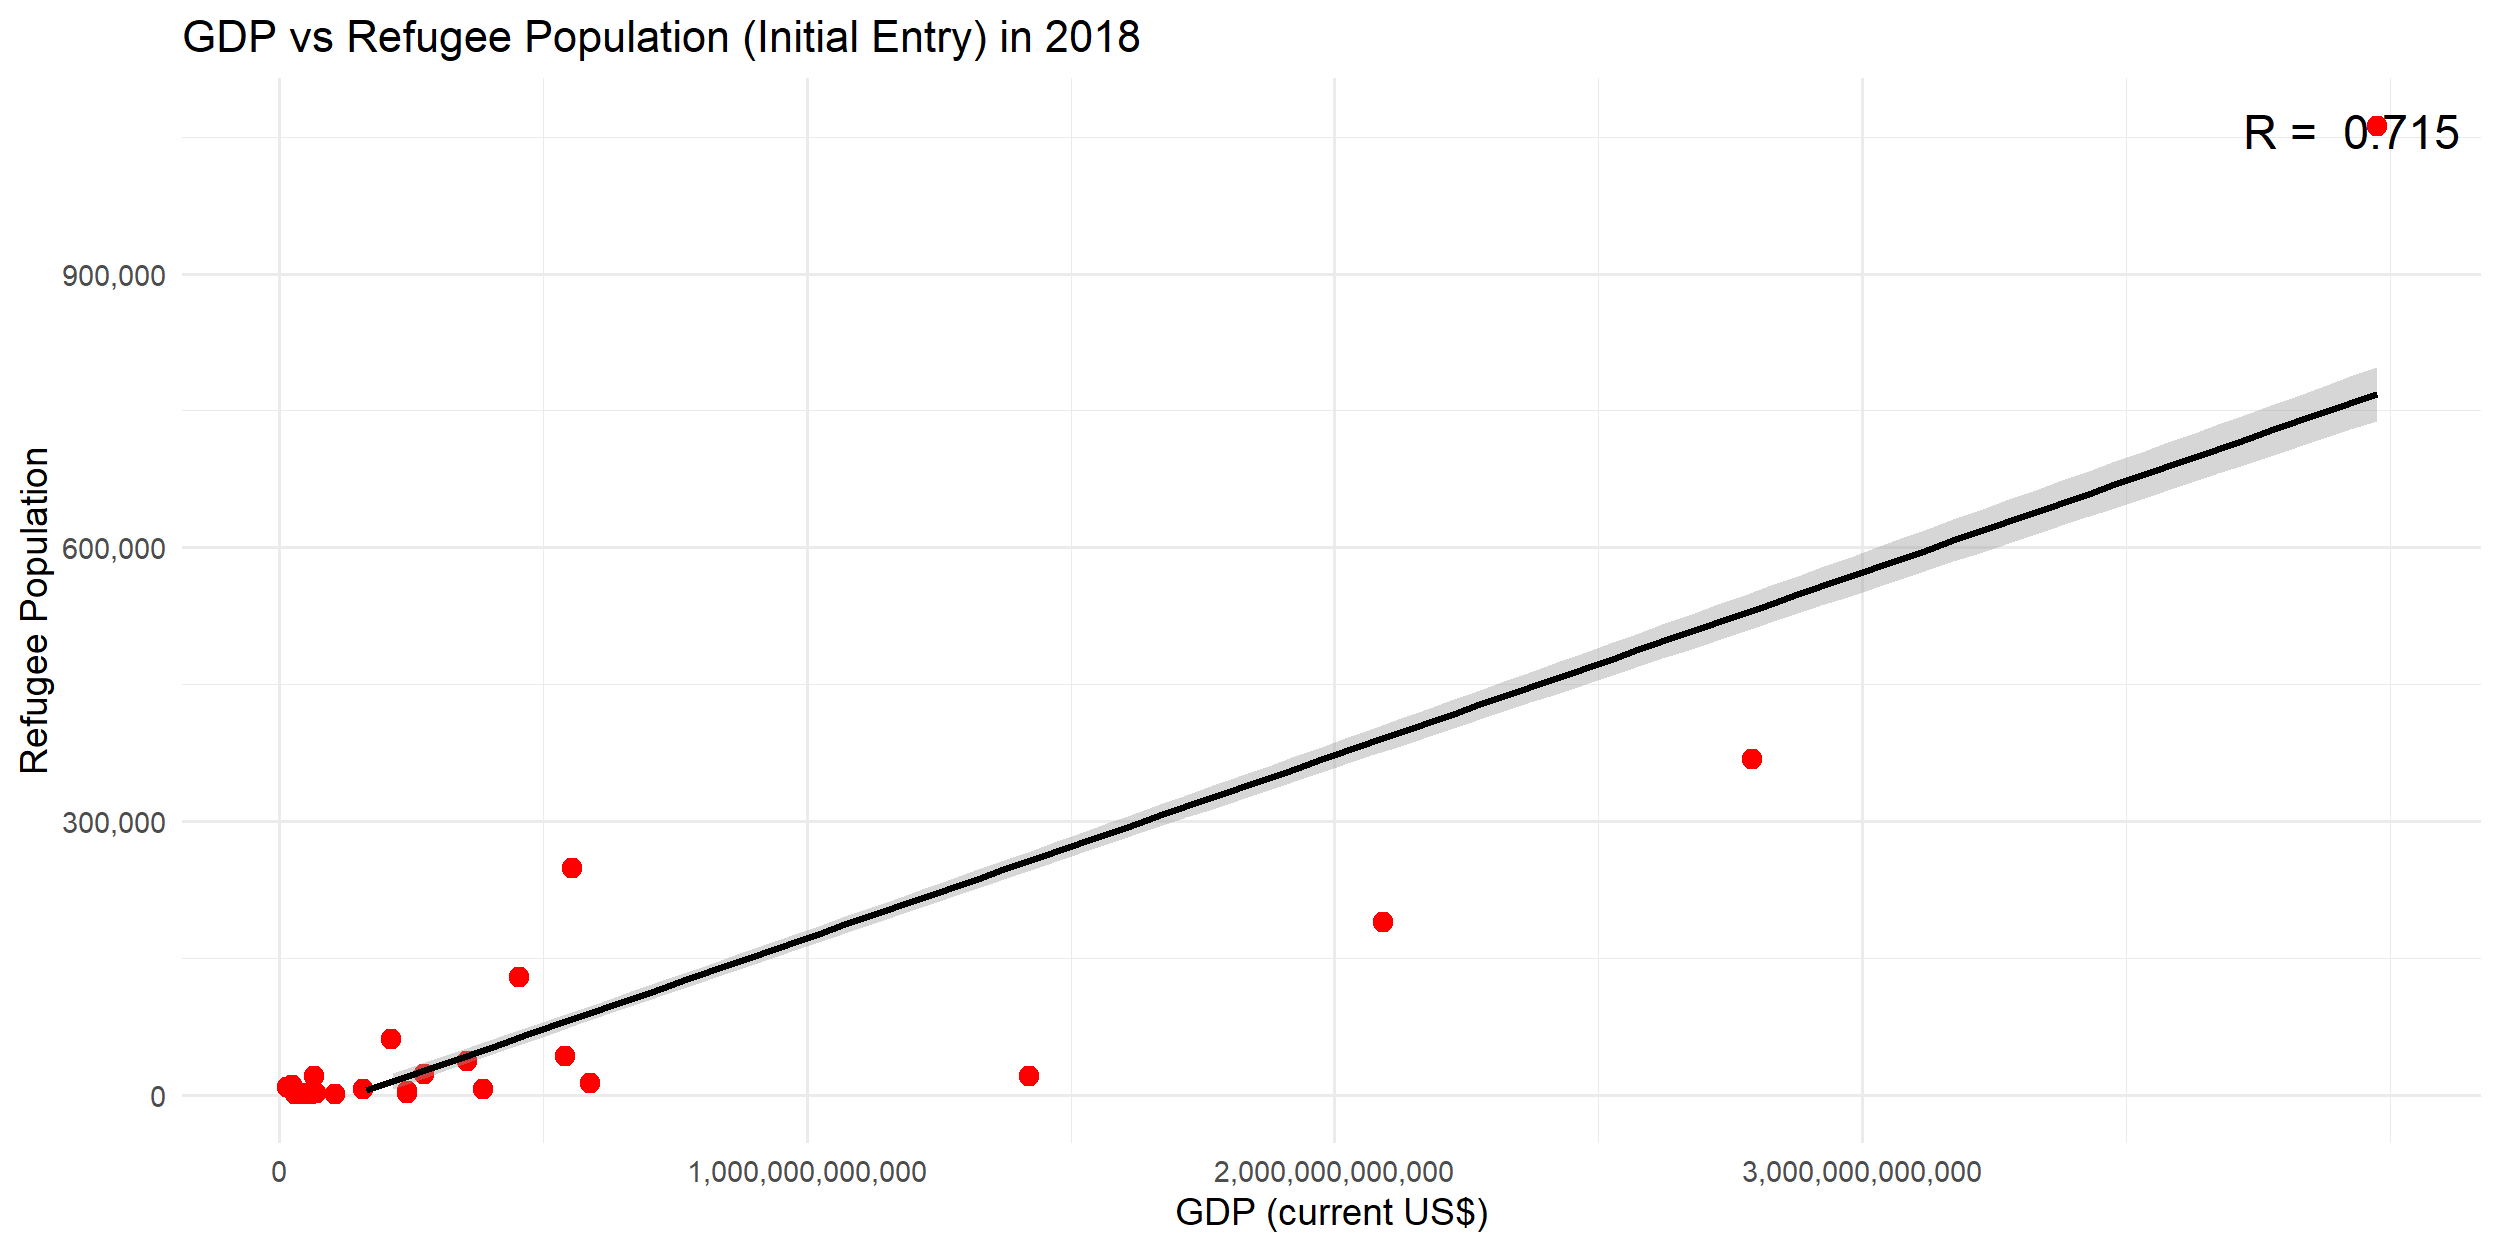 GDP vs Refugee Population (Initial Entry) in 2018
R = 0.715
Refugee Population
900,000
600,000
300,000
0
0 1,000,000,000,000 2,000,000,000,000 3,000,000,000,000
GDP (current US$)